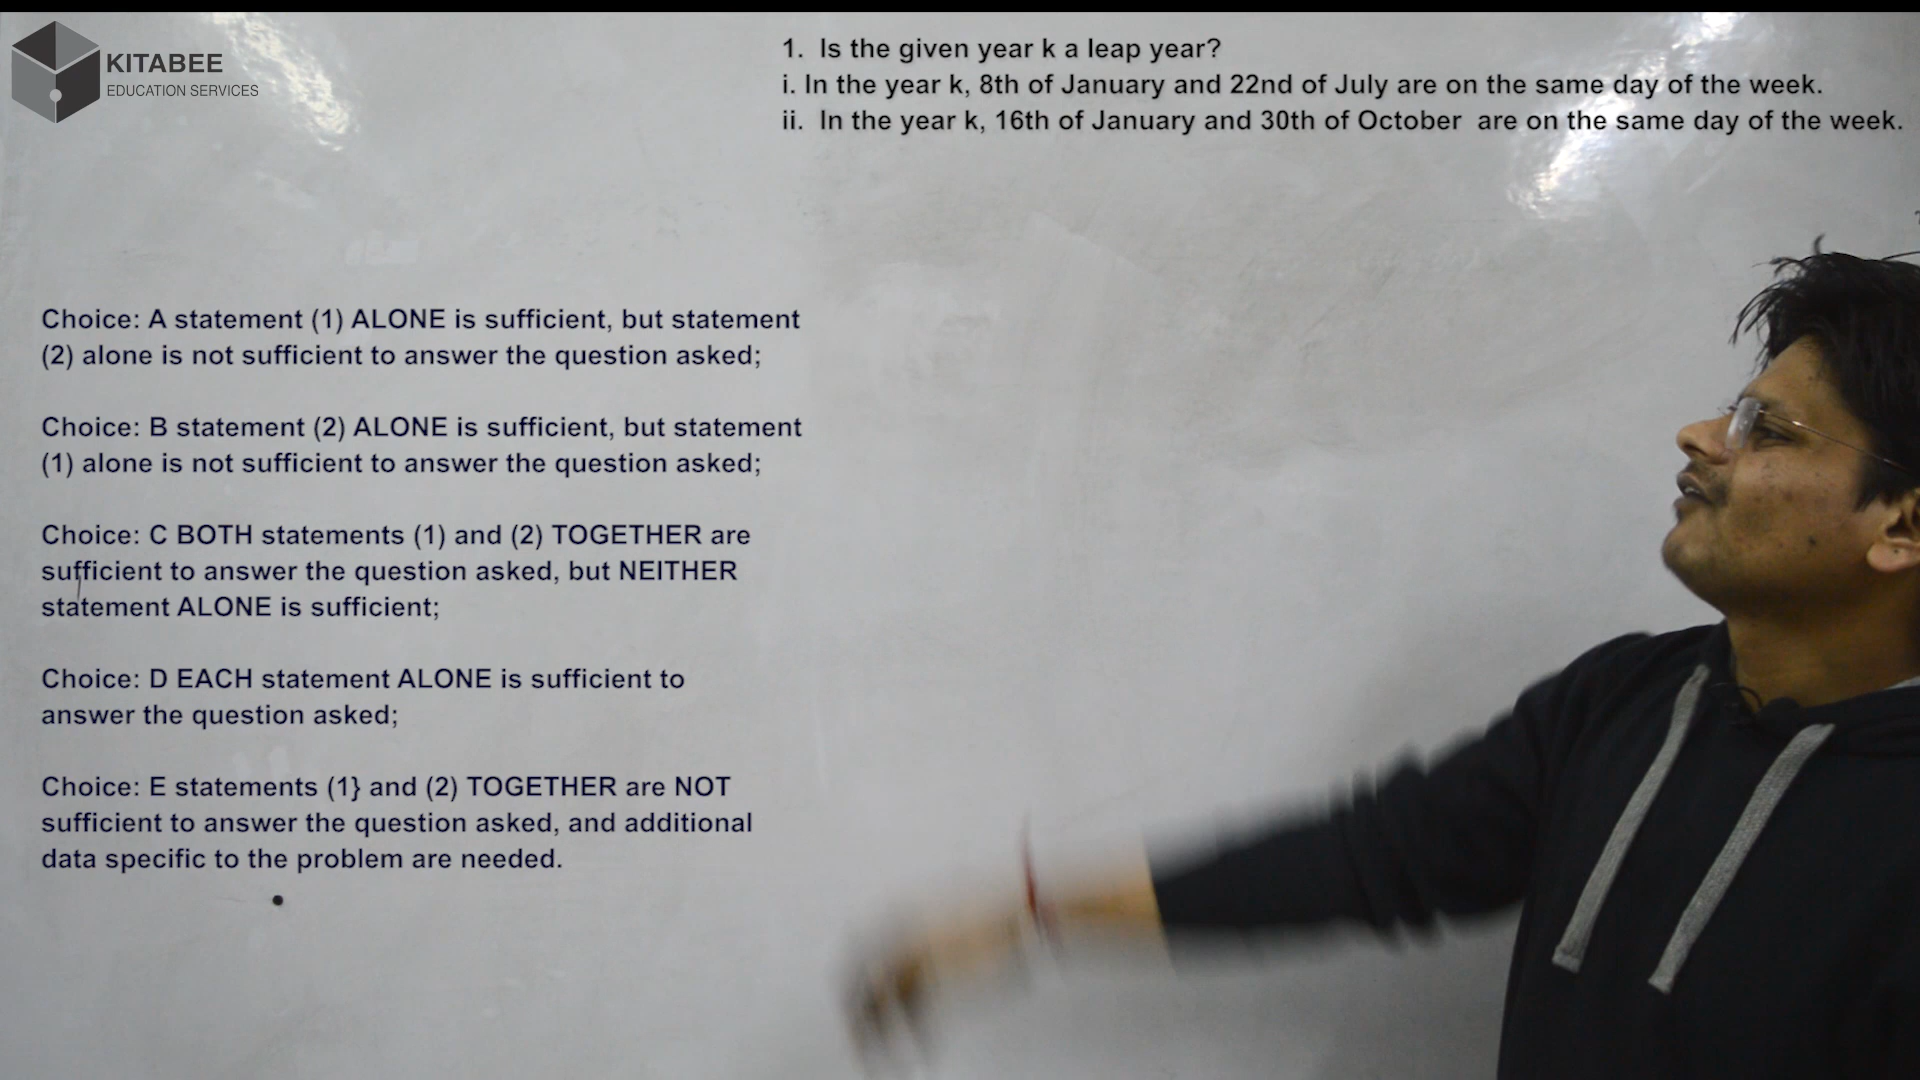 KITABEE
EDUCATION SERVICES
1. Is the given year k a leap year?
i. In the year k, 8th of January and 22nd of July are on the same day of the week.
ii. In the year k, 16th of January and 30th of October are on the same day of the week.
Choice: A statement (1) ALONE is sufficient, but statement
(2) alone is not sufficient to answer the question asked;
Choice: B statement (2) ALONE is sufficient, but statement
(1) alone is not sufficient to answer the question asked;
Choice: C BOTH statements (1) and (2) TOGETHER are
sufficient to answer the question asked, but NEITHER
statement ALONE is sufficient;
Choice: D EACH statement ALONE is sufficient to
answer the question asked;
Choice: E statements (1} and (2) TOGETHER are NOT
sufficient to answer the question asked, and additional
data specific to the problem are needed.